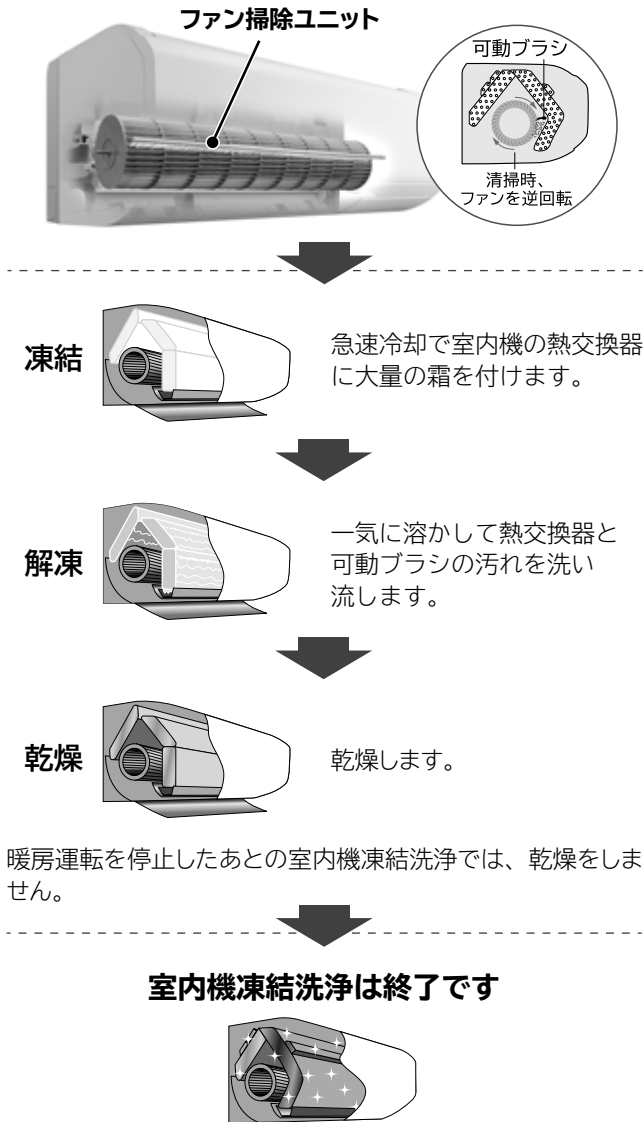 ファン掃除ユニット
可動ブラシ
清掃時、
ファンを逆回転
凍結
急速冷却で室内機の熱交換器
に大量の霜を付けます。
解凍
一気に溶かして熱交換器と
可動ブラシの汚れを洗い
流します。
乾燥
乾燥します。
暖房運転を停止したあとの室内機凍結洗浄では、乾燥をしま
せん。
室内機凍結洗浄は終了です